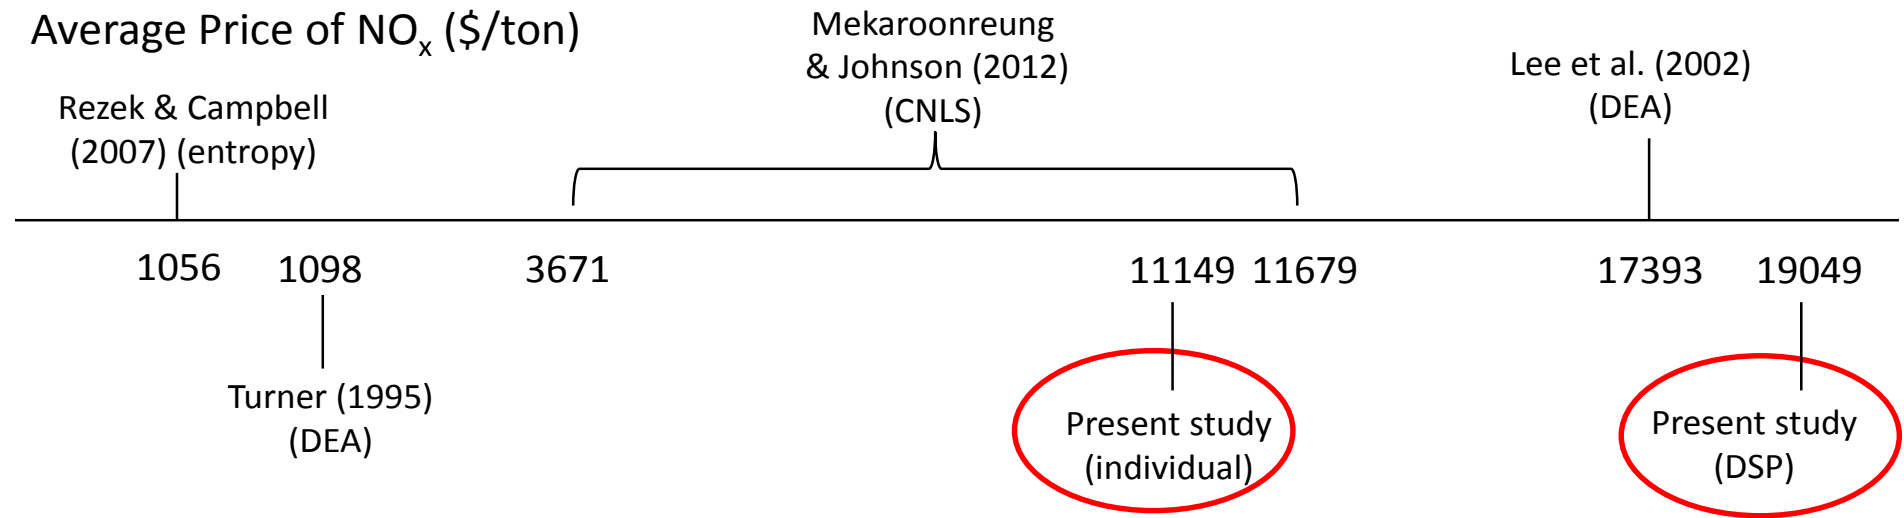 Average Price of NOx ($/ton)
Rezek & Campbell
(2007) (entropy)
Mekaroonreung
& Johnson (2012)
(CNLS)
Lee et al. (2002)
(DEA)
1056
1098
3671
11149
11679
17393
19049
Turner (1995)
(DEA)
Present study
(individual)
Present study
(DSP)